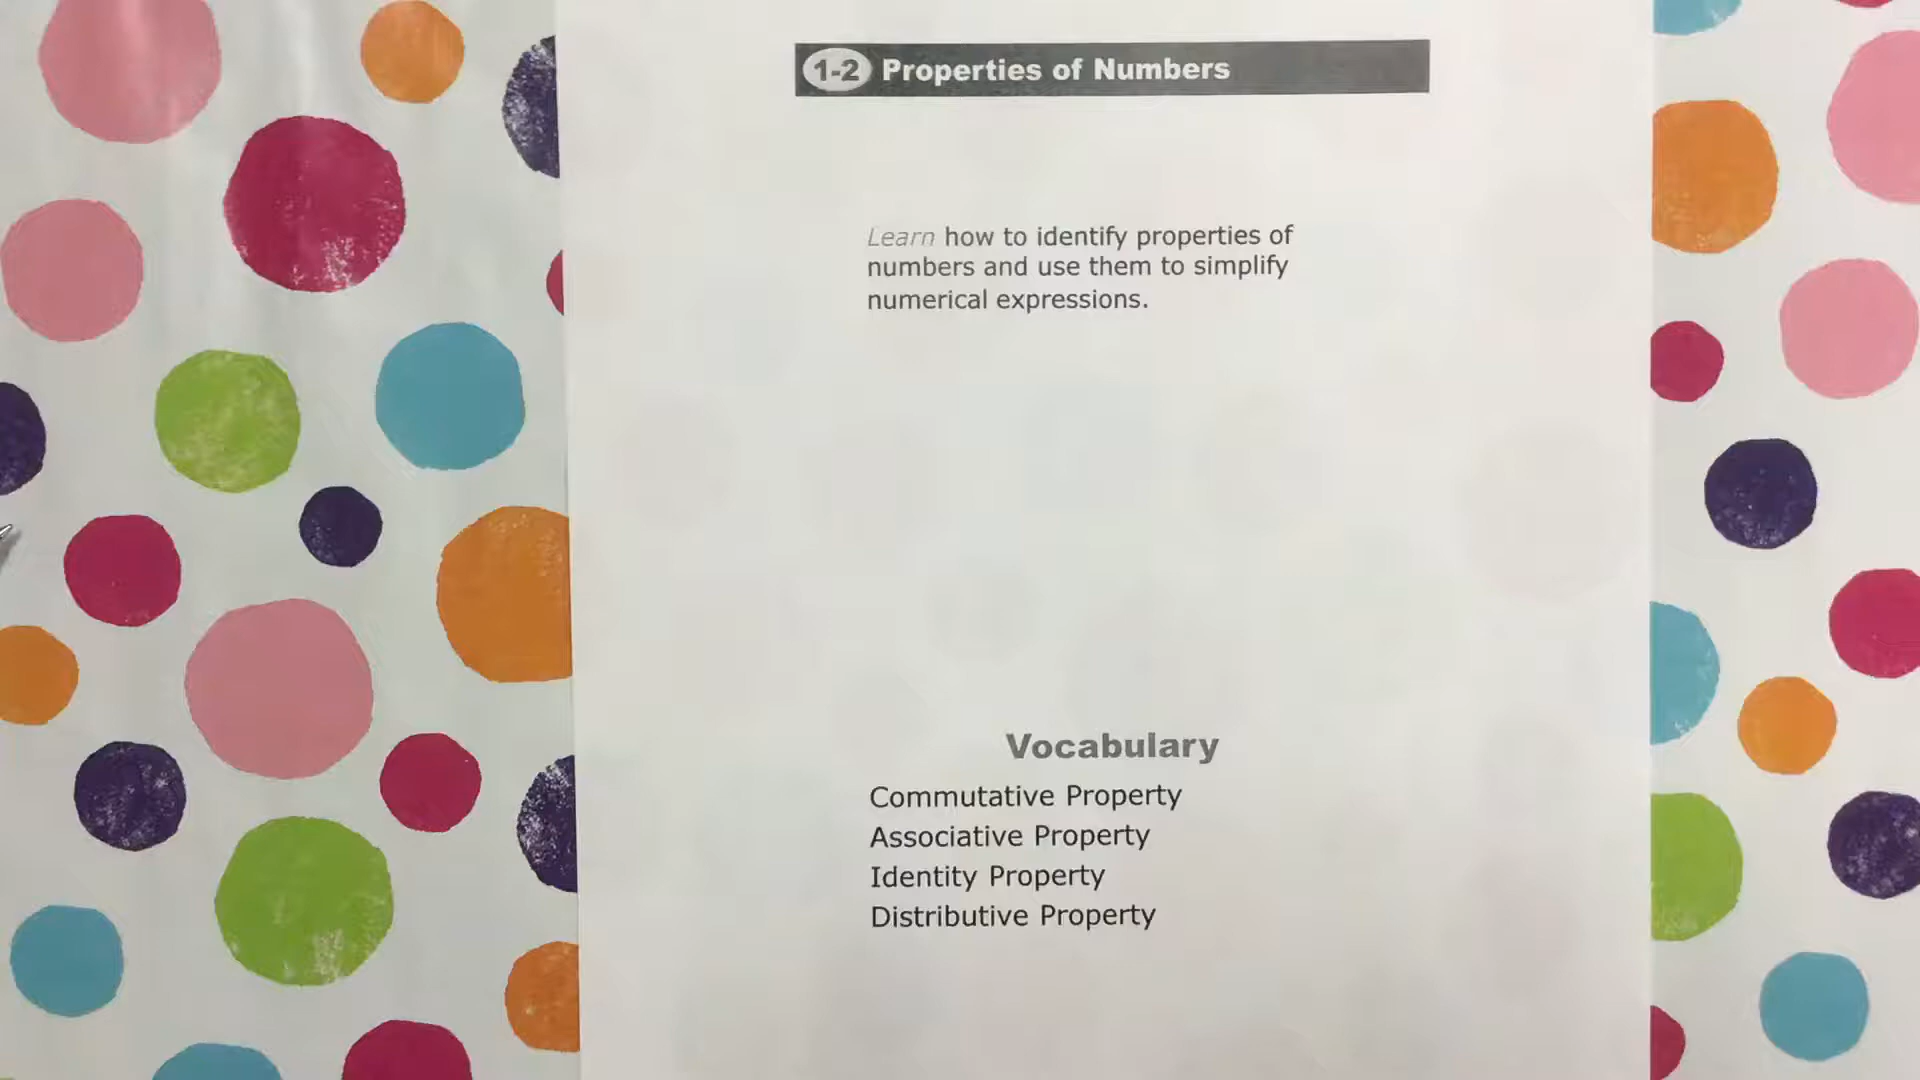 1-2 Properties of Numbers
Learn how to identify properties of
numbers and use them to simplify
numerical expressions.
Vocabulary
Commutative Property
Associative Property
Identity Property
Distributive Property